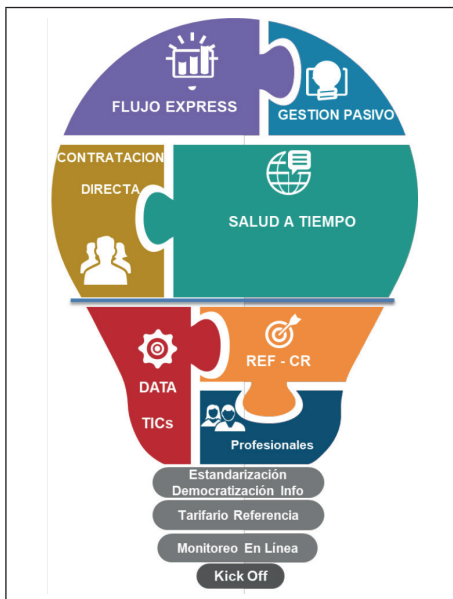 FLUJO EXPRESS
GESTION PASIVO
CONTRATACION
DIRECTA
SALUD A TIEMPO
DATA
TICs
REF - CR
Profesionales
Estandarización
Democratización Info
Tarifario Referencia
Monitoreo En Línea
Kick Off